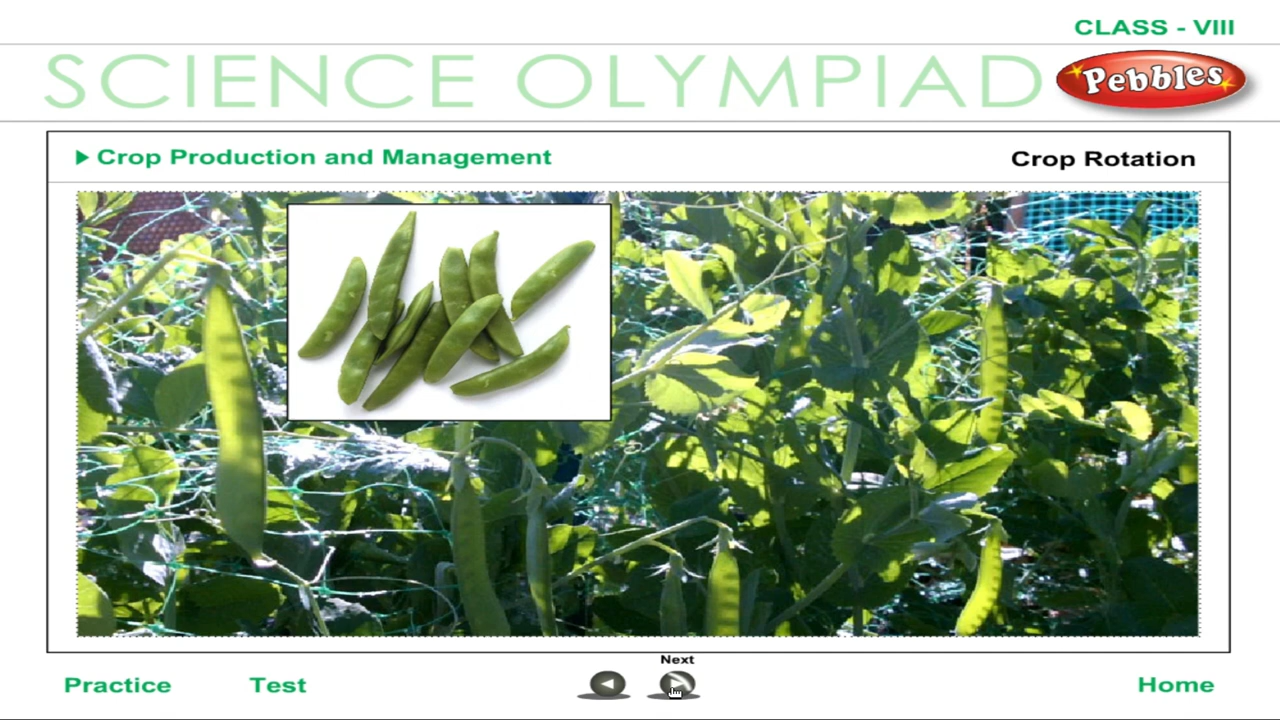 CLASS - VIII
SCIENCE OLYMPIAD
Pebbles
Crop Production and Management
Crop Rotation
Next
Practice
Test
Home